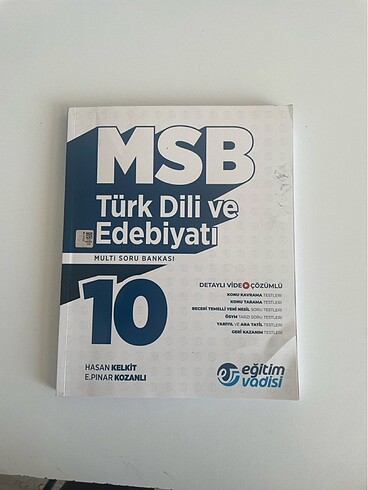 MSB
Türk Dili ve
Edebiyatı
MULTI SORU BANKASI
10
DETAYLI VİDEO ÇÖZÜMLÜ
KONU KAVRAMA TESTLERİ
KONU TARAMA TESTLERİ
BECERİ TEMELLİ YENİ NESİL SORU TESTLERİ
ÖSYM TARZI SORU TESTLERİ
YARIYIL VE ARA TATİL TESTLERİ
GERİ KAZANIM TESTLERİ
HASAN KELKİT
E.PINAR KOZANLI
eğitim
vadisi